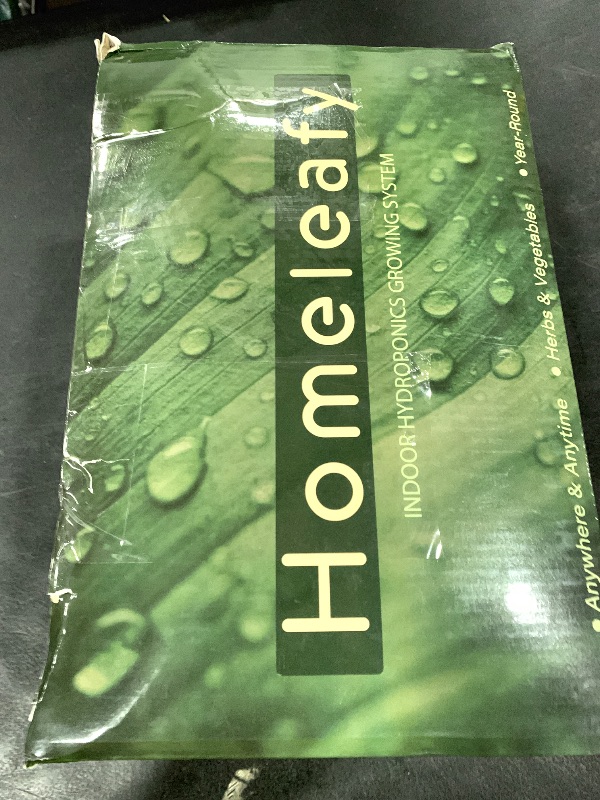 Homeleafy
INDOOR HYDROPONICS GROWING SYSTEM
• Anywhere & Anytime • Herbs & Vegetables • Year-Round